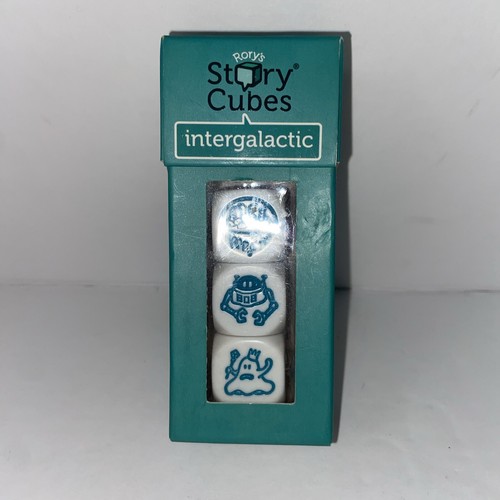 Rory's
Story®
Cubes
intergalactic
BOB